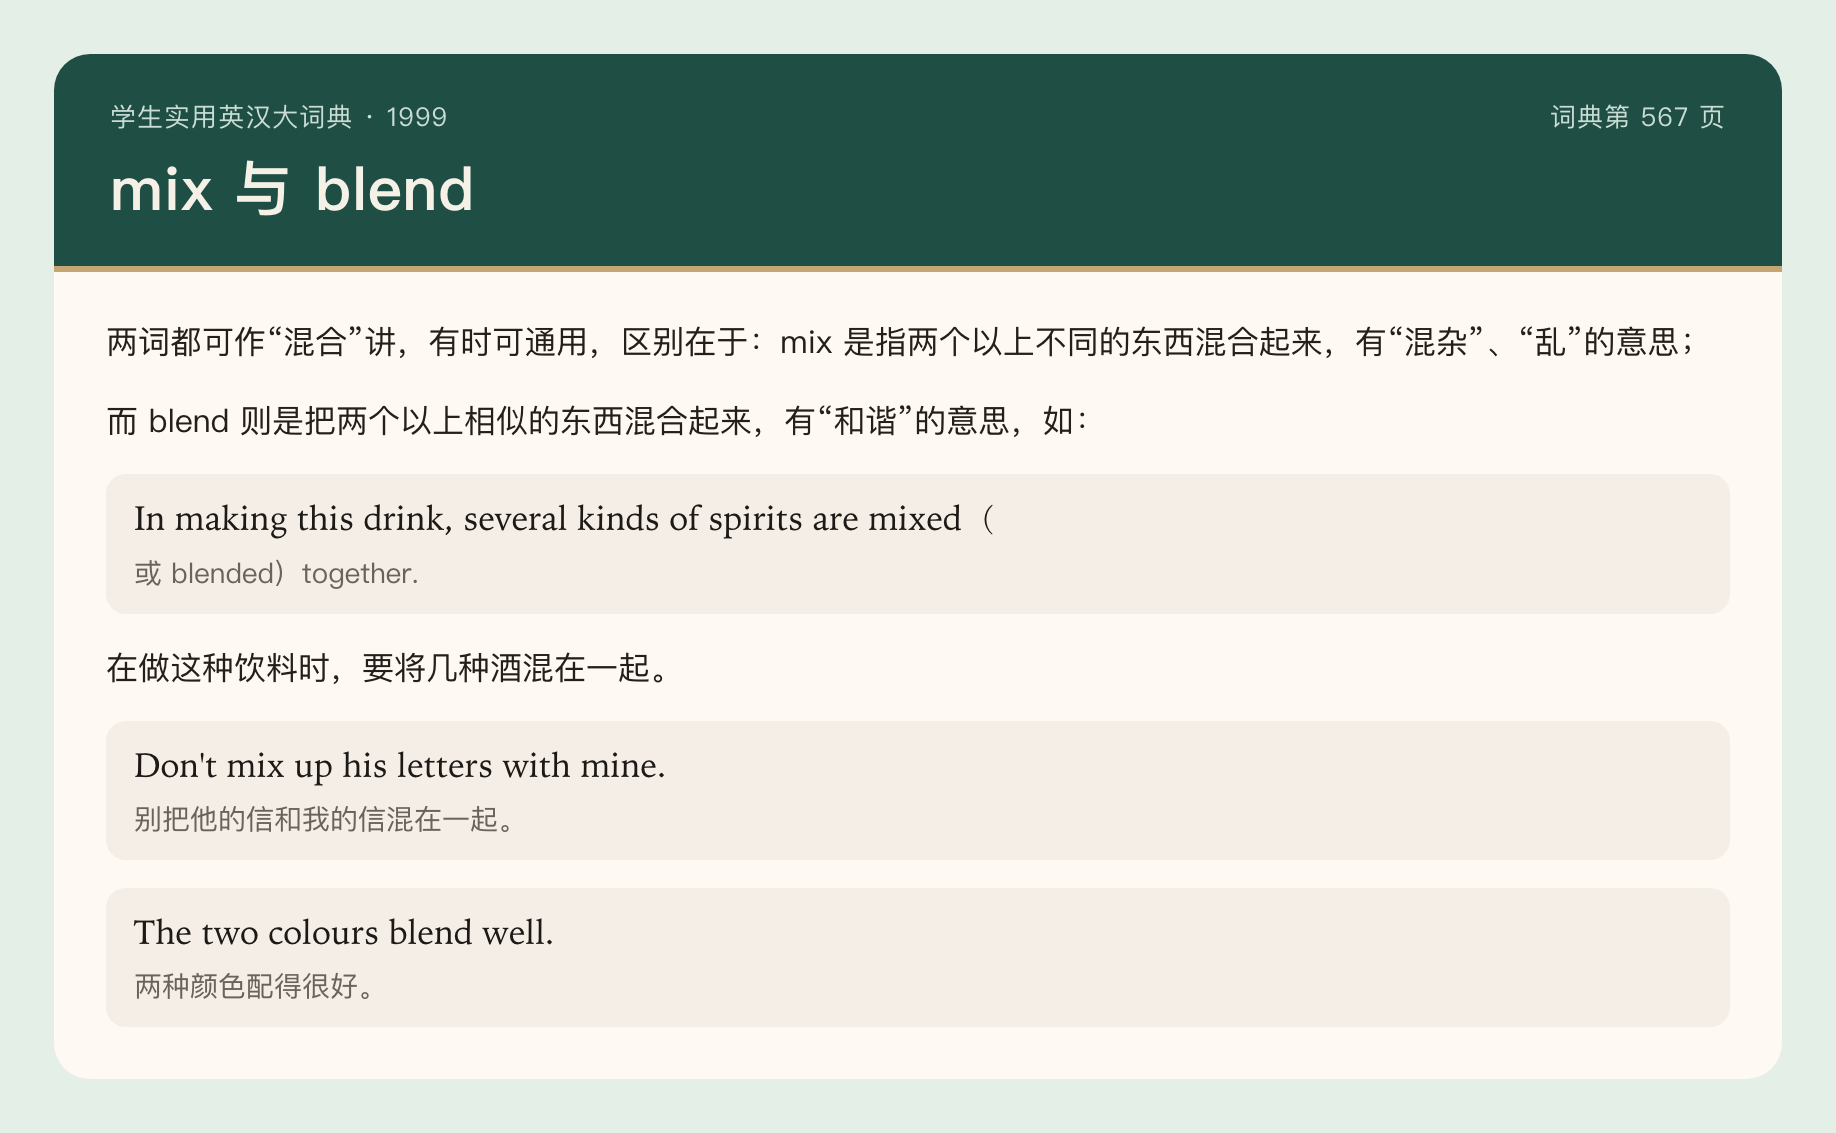 学生实用英汉大词典 · 1999
词典第 567 页
mix 与 blend
两词都可作“混合”讲，有时可通用，区别在于：mix 是指两个以上不同的东西混合起来，有“混杂”、“乱”的意思；
而 blend 则是把两个以上相似的东西混合起来，有“和谐”的意思，如：
In making this drink, several kinds of spirits are mixed（
或 blended）together.
在做这种饮料时，要将几种酒混在一起。
Don't mix up his letters with mine.
别把他的信和我的信混在一起。
The two colours blend well.
两种颜色配得很好。